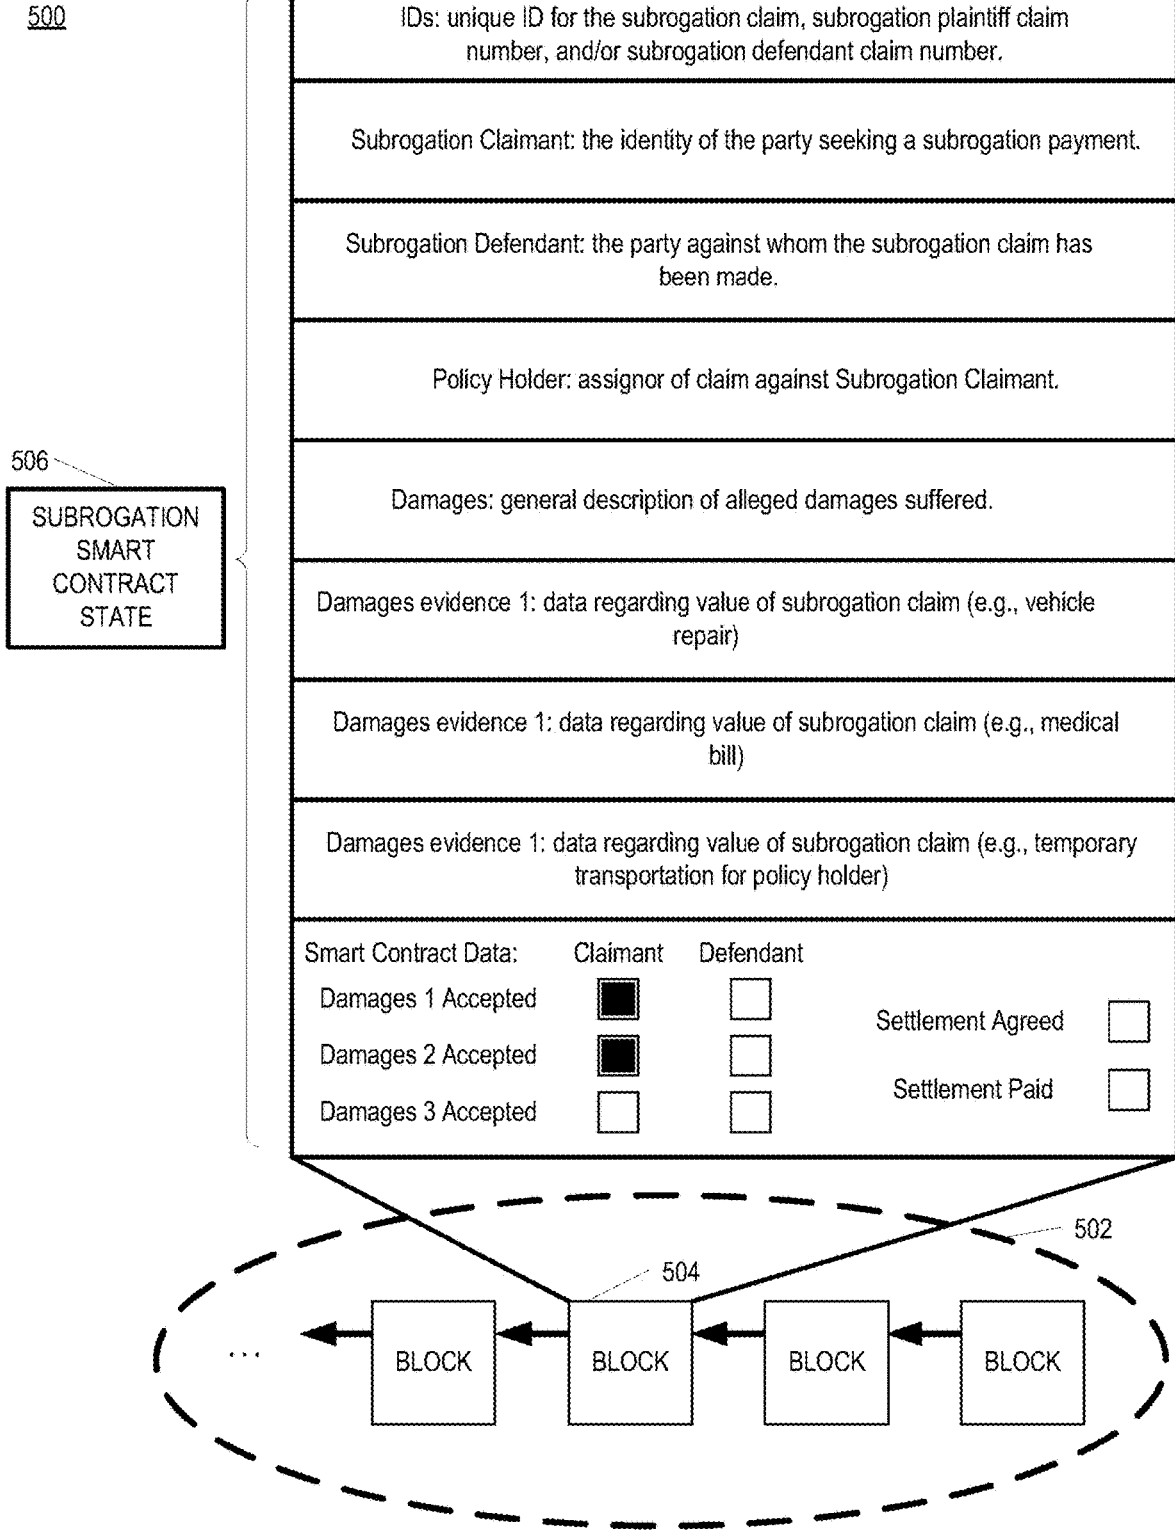 500
IDs: unique ID for the subrogation claim, subrogation plaintiff claim
number, and/or subrogation defendant claim number.
Subrogation Claimant: the identity of the party seeking a subrogation payment.
Subrogation Defendant: the party against whom the subrogation claim has
been made.
Policy Holder: assignor of claim against Subrogation Claimant.
506
SUBROGATION
SMART
CONTRACT
STATE
Damages: general description of alleged damages suffered.
Damages evidence 1: data regarding value of subrogation claim (e.g., vehicle
repair)
Damages evidence 1: data regarding value of subrogation claim (e.g., medical
bill)
Damages evidence 1: data regarding value of subrogation claim (e.g., temporary
transportation for policy holder)
Smart Contract Data: Claimant Defendant
Damages 1 Accepted
Damages 2 Accepted
Damages 3 Accepted
Settlement Agreed
Settlement Paid
502
504
...
BLOCK BLOCK BLOCK BLOCK